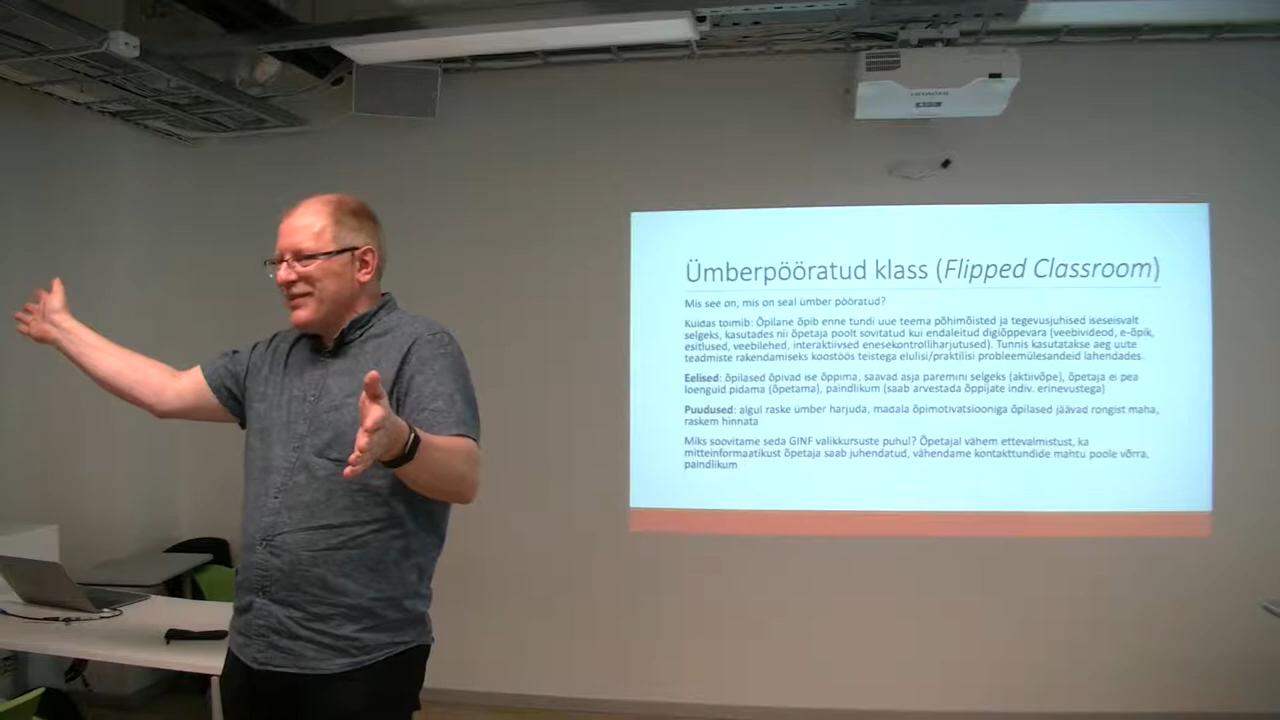 HITACHI
Ümberpööratud klass (Flipped Classroom)
Mis see on, mis on seal ümber pööratud?
Kuidas toimib: Õpilane õpib enne tundi uue teema põhimõisted ja tegevusjuhised iseseisvalt
selgeks, kasutades nii õpetaja poolt sovitatud kui endaleitud digiõppevara (veebivideod, e-õpik,
esitlused, veebilehed, interaktiivsed enesekontrolliharjutused). Tunnis kasutatakse aeg uute
teadmiste rakendamiseks koostöös teistega elulisi/praktilisi probleemülesandeid lahendades.
Eelised: õpilased õpivad ise õppima, saavad asja paremini selgeks (aktiivõpe), õpetaja ei pea
loenguid pidama (õpetama), paindlikum (saab arvestada õppijate indiv. erinevustega)
Puudused: algul raske ümber harjuda, madala õpimotivatsiooniga õpilased jäävad rongist maha,
raskem hinnata
Miks soovitame seda GINF valikkursuste puhul? Õpetajal vähem ettevalmistust, ka
mitteinformaatikust õpetaja saab juhendatud, vähendame kontakttundide mahtu poole võrra,
paindlikum